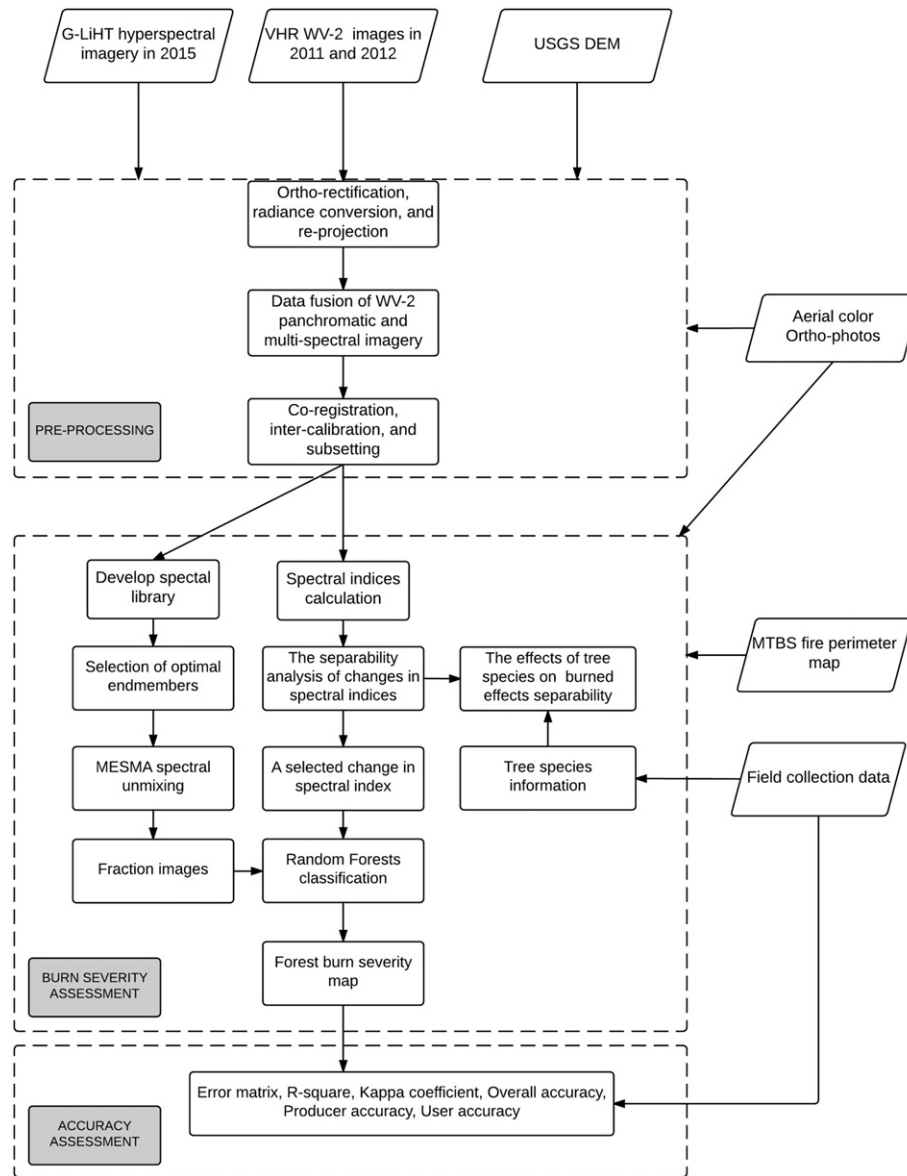 G-LiHT hyperspectral
imagery in 2015
VHR WV-2 images in
2011 and 2012
USGS DEM
Ortho-rectification,
radiance conversion, and
re-projection
Data fusion of WV-2
panchromatic and
multi-spectral imagery
Aerial color
Ortho-photos
Co-registration,
inter-calibration, and
subsetting
PRE-PROCESSING
Develop spectal
library
Spectral indices
calculation
Selection of optimal
endmembers
The separability
analysis of changes in
spectral indices
The effects of tree
species on burned
effects separability
MTBS fire perimeter
map
MESMA spectral
unmixing
A selected change in
spectral index
Tree species
information
Field collection data
Fraction images
Random Forests
classification
Forest burn severity
map
BURN SEVERITY
ASSESSMENT
Error matrix, R-square, Kappa coefficient, Overall accuracy,
Producer accuracy, User accuracy
ACCURACY
ASSESSMENT